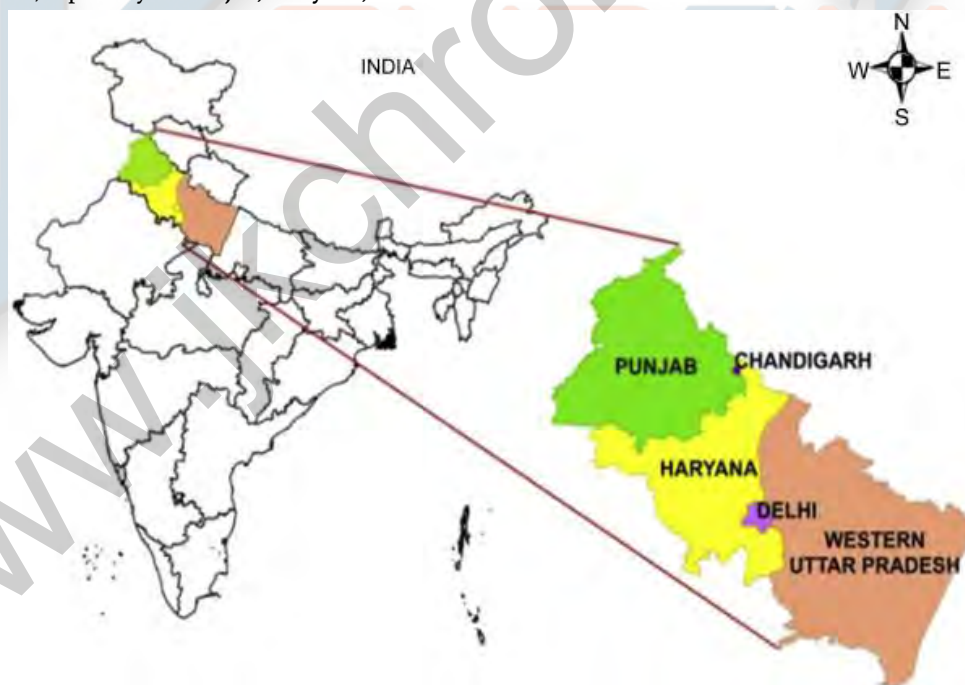 INDIA
N
W E
S
PUNJAB
CHANDIGARH
HARYANA
DELHI
WESTERN
UTTAR PRADESH